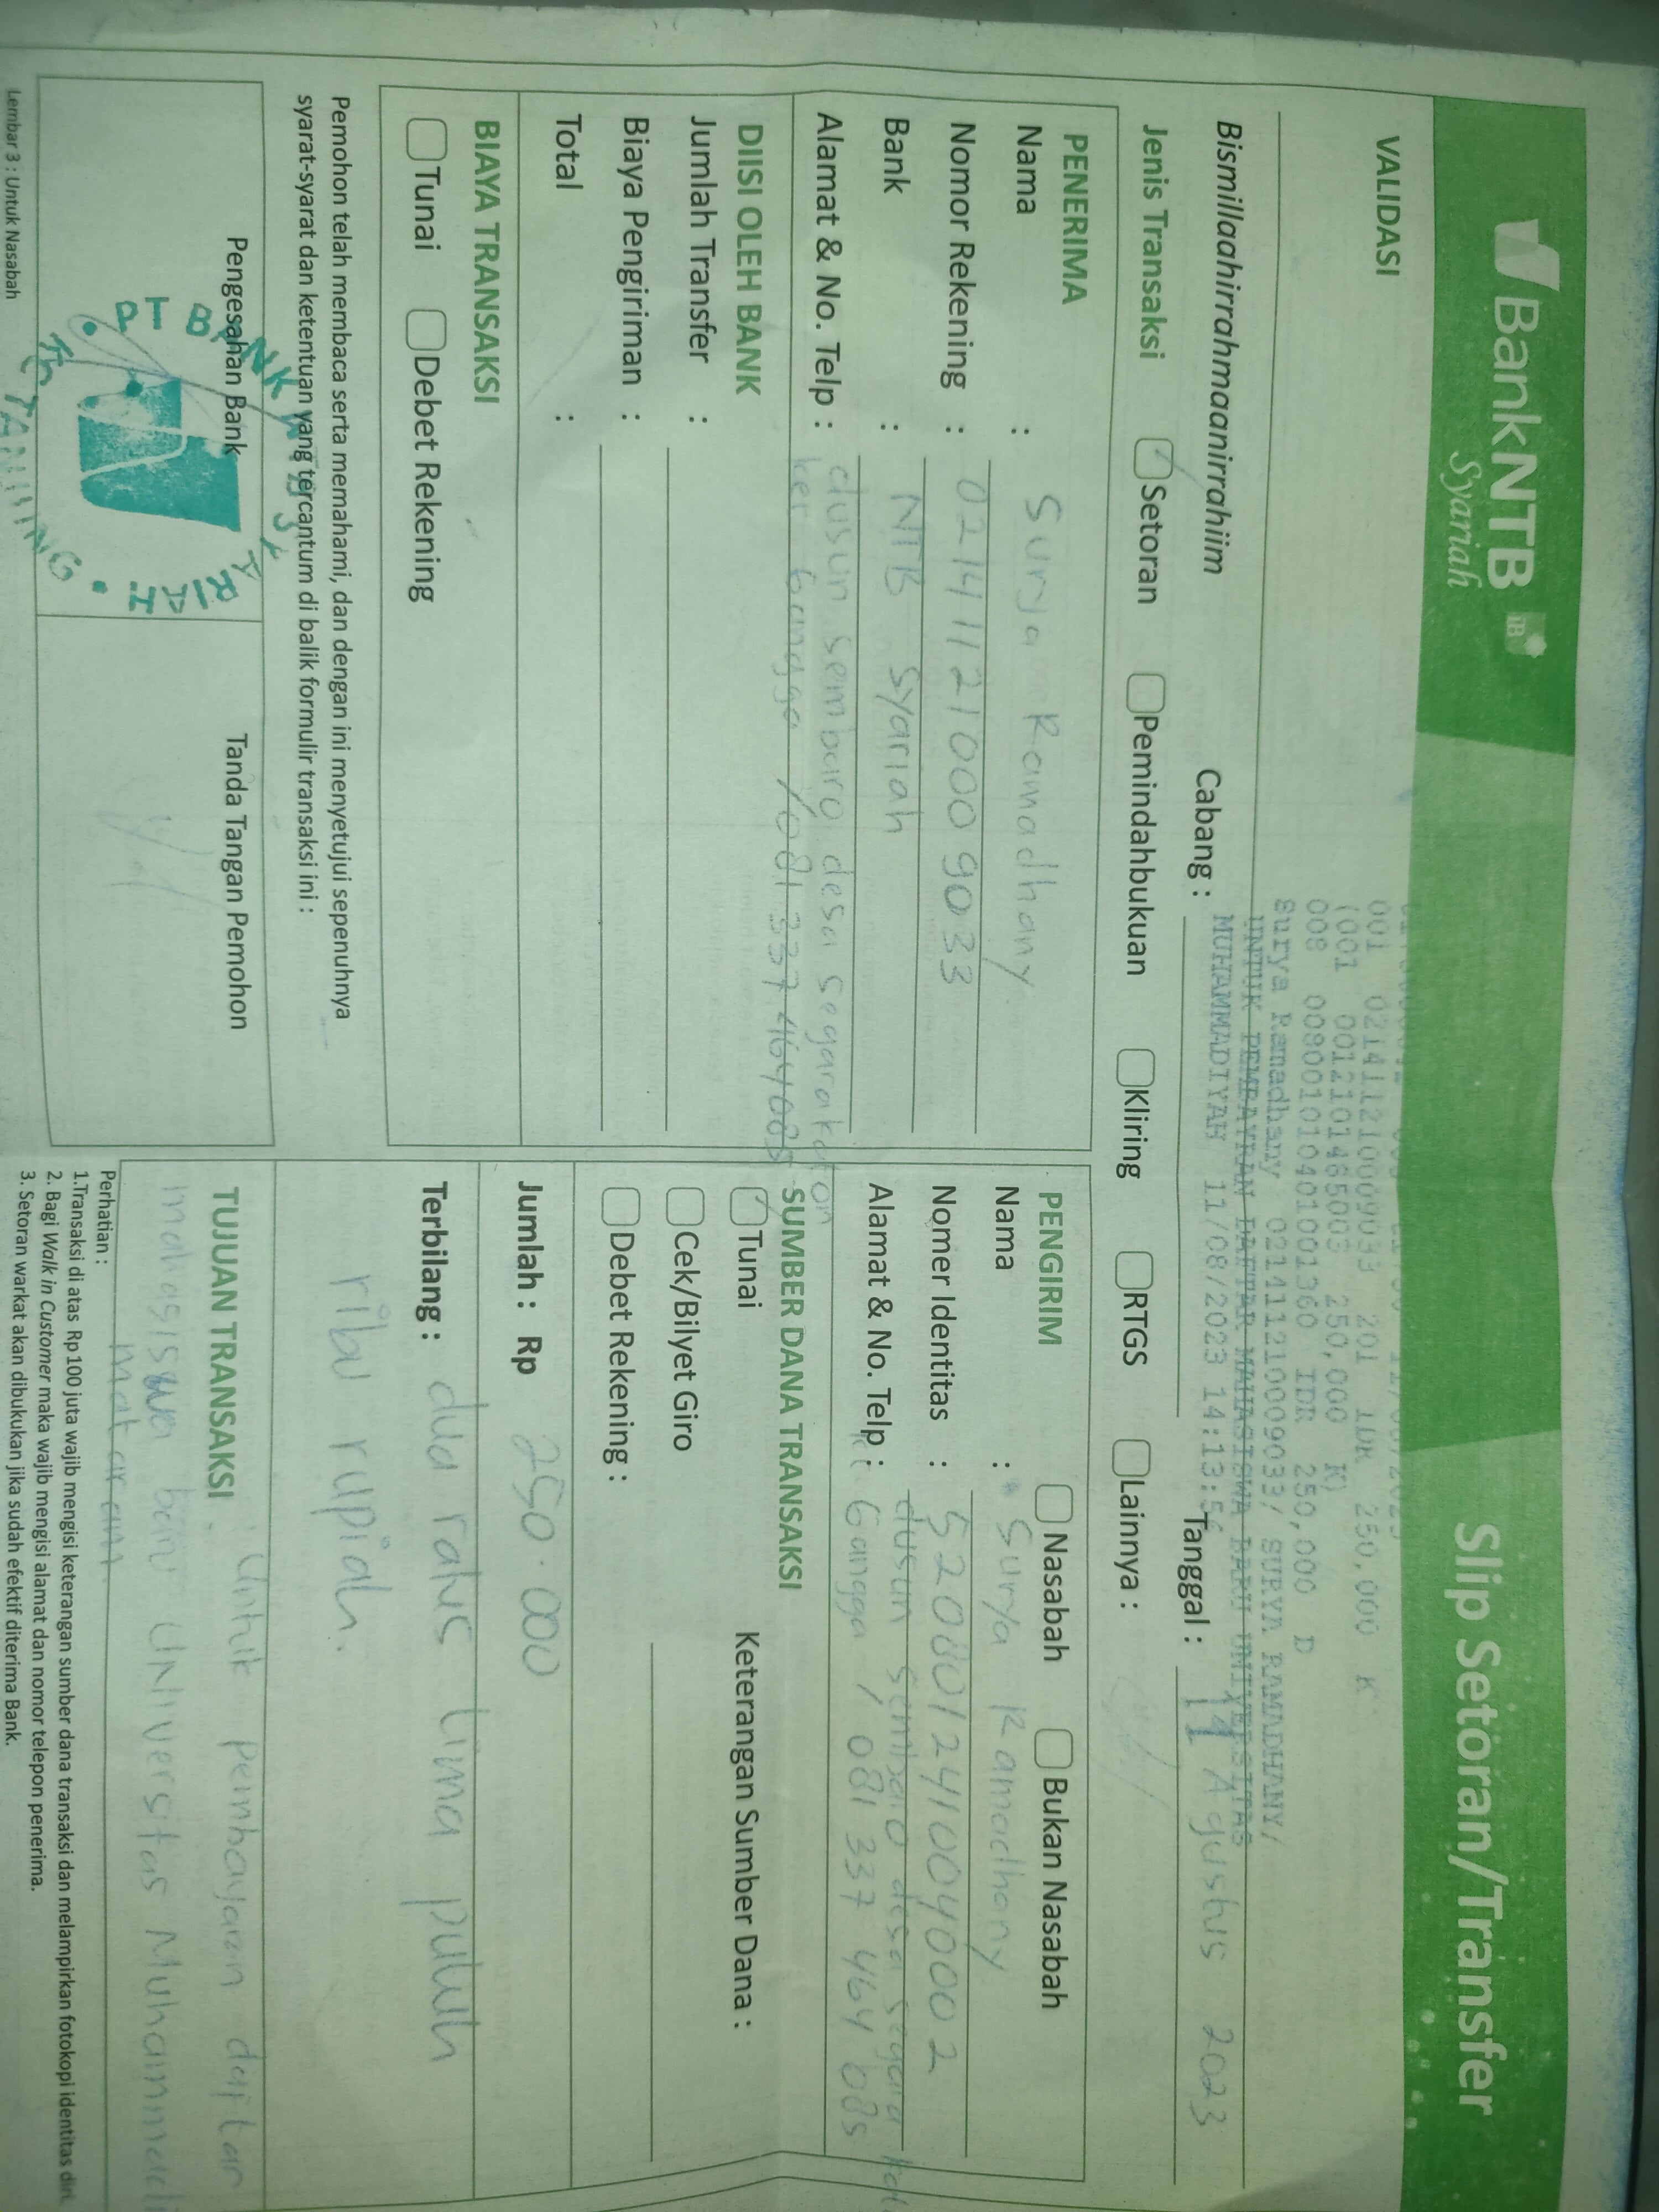 BankNTB
Syariah
Slip Setoran/Transfer
VALIDASI
001 021411210009033 201 IDR 250,000 K
(001 0012101465003 250,000 K)
008 008001010401001360 IDR 250,000 D
Surya Ramadhany 021411210009033/ SURYA RAMADHANY/
UNTUK PEMBAYRAN DAFTAR MAHASISWA BARU UNIVERSITAS
MUHAMMADIYAH 11/08/2023 14:13:56
Bismillaahirrahmaanirrahiim
Cabang :
Tanggal : 11 Agustus 2023
Jenis Transaksi Setoran Pemindahbukuan Kliring RTGS Lainnya :
PENERIMA
Nama : Surya Ramadhany
Nomor Rekening : 0214112100090 33
Bank : NTB Syariah
Alamat & No. Telp : dusun sembaro desa segara katon
kec gangga / 081 337 464 085
DIISI OLEH BANK
Jumlah Transfer :
Biaya Pengiriman :
Total :
BIAYA TRANSAKSI
Tunai Debet Rekening
Pemohon telah membaca serta memahami, dan dengan ini menyetujui sepenuhnya
syarat-syarat dan ketentuan yang tercantum di balik formulir transaksi ini :
Pengesahan Bank
Tanda Tangan Pemohon
PT BANK NTB SYARIAH
TANJUNG
Lembar 3 : Untuk Nasabah
PENGIRIM Nasabah Bukan Nasabah
Nama : Surya Ramadhany
Nomer Identitas : 5208012410040002
Alamat & No. Telp : dusun sembaro desa segara
Gangga / 081 337 464 085
SUMBER DANA TRANSAKSI
Tunai Keterangan Sumber Dana :
Cek/Bilyet Giro
Debet Rekening :
Jumlah : Rp 250.000
Terbilang : dua ratus lima puluh
ribu rupiah.
TUJUAN TRANSAKSI : Untuk pembayaran daftar
mahasiswa baru UNIversitas Muhammadi
mataram
Perhatian :
1.Transaksi di atas Rp100 juta wajib mengisi keterangan sumber dana transaksi dan melampirkan fotokopi identitas diri.
2. Bagi Walk in Customer maka wajib mengisi alamat dan nomor telepon penerima.
3. Setoran warkat akan dibukukan jika sudah efektif diterima Bank.